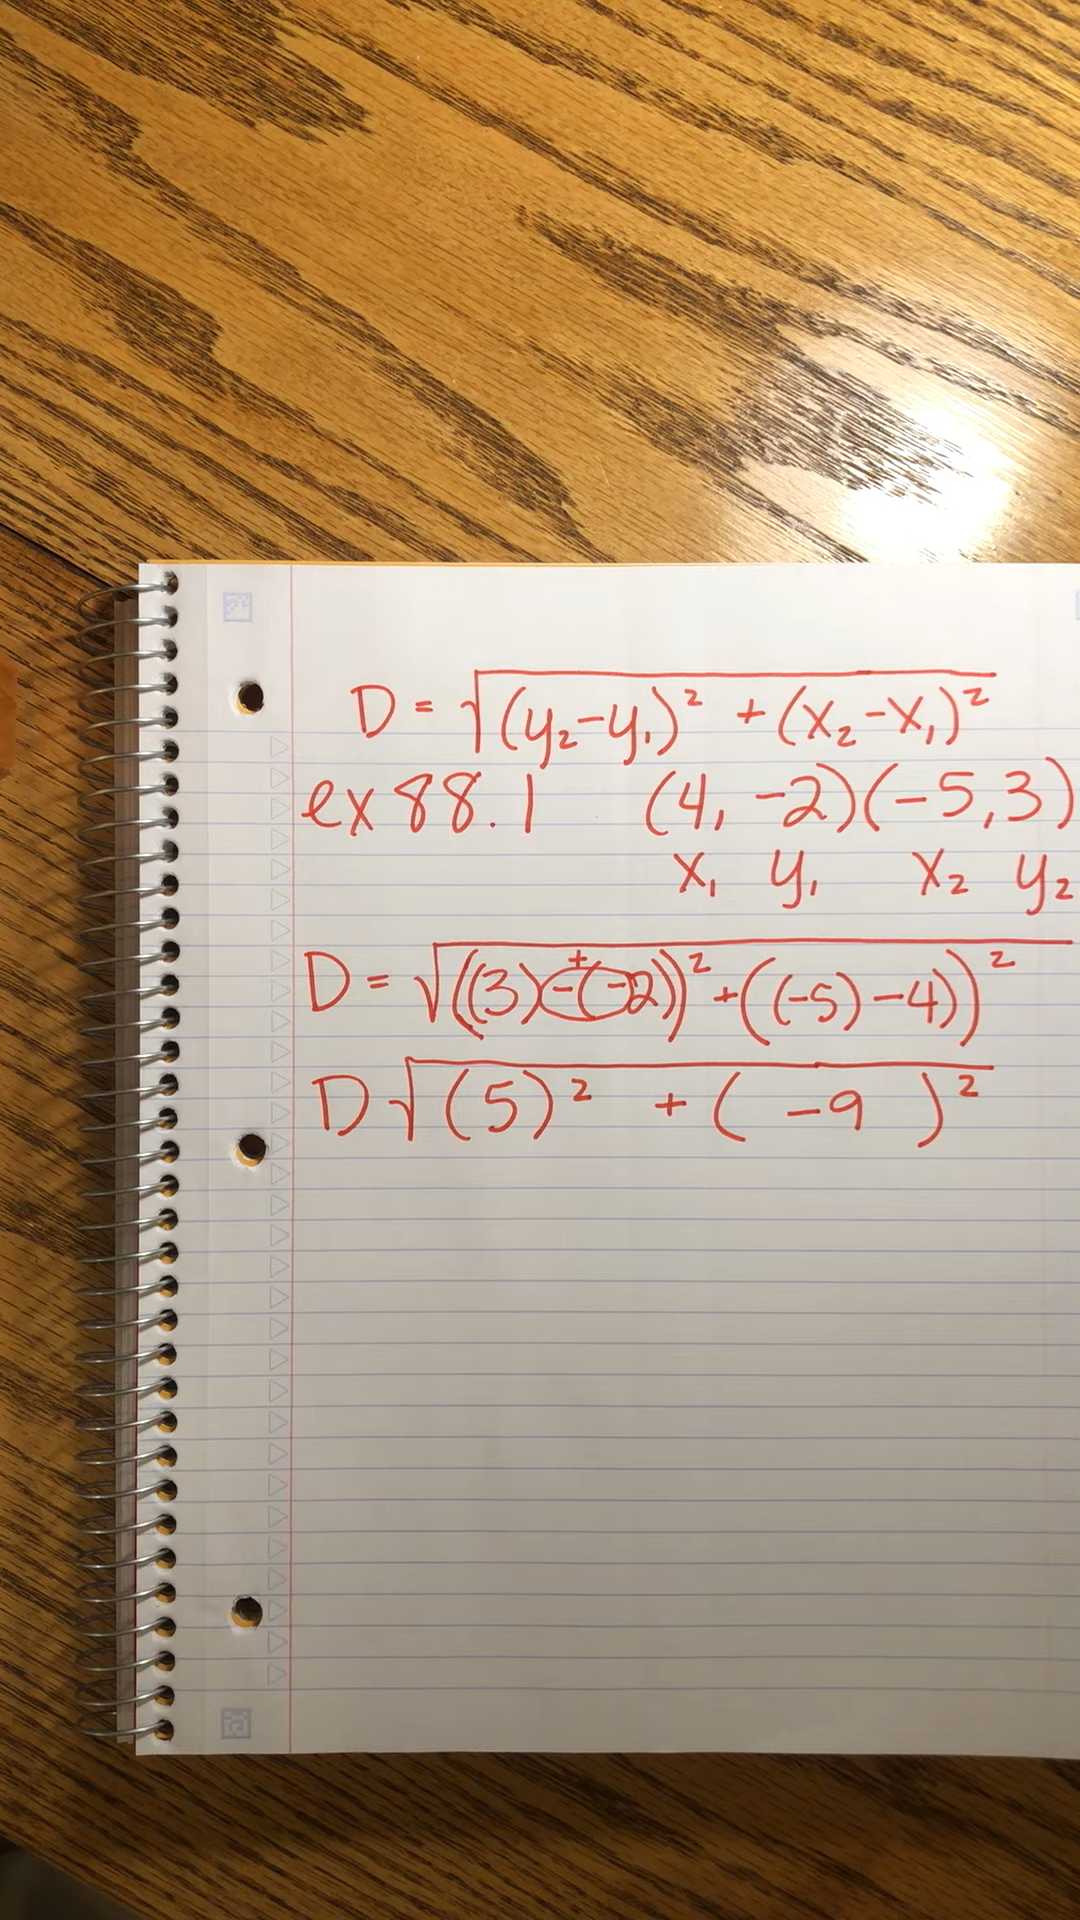 D = √(y₂-y₁)² + (x₂-x₁)²
ex 88.1 (4, -2)(-5,3)
x₁ y₁ x₂ y₂
+
D = √((3)-(-2))² + ((-5)-4))²
D√(5)² + ( -9 )²